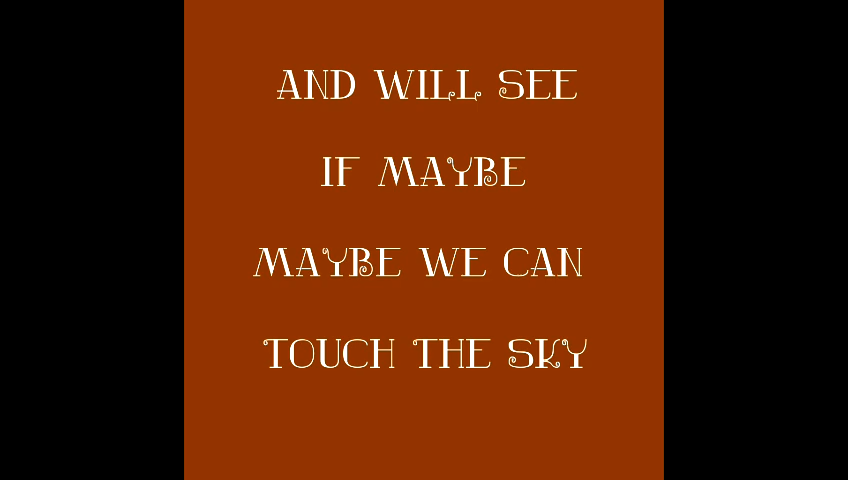 AND WILL SEE
IF MAYBE
MAYBE WE CAN
TOUCH THE SKY